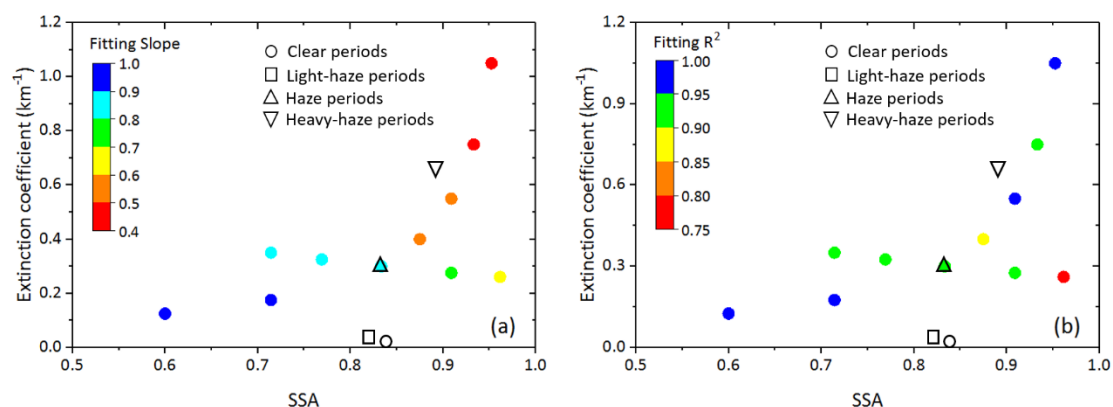 Fitting Slope
1.0
0.9
0.8
0.7
0.6
0.5
0.4
Clear periods
Light-haze periods
Haze periods
Heavy-haze periods
Extinction coefficient (km⁻¹)
1.2
1.0
0.8
0.6
0.4
0.2
0.0
(a)
0.5 0.6 0.7 0.8 0.9 1.0
SSA
Fitting R²
1.00
0.95
0.90
0.85
0.80
0.75
Clear periods
Light-haze periods
Haze periods
Heavy-haze periods
Extinction coefficient (km⁻¹)
1.2
0.9
0.6
0.3
0.0
(b)
0.5 0.6 0.7 0.8 0.9 1.0
SSA